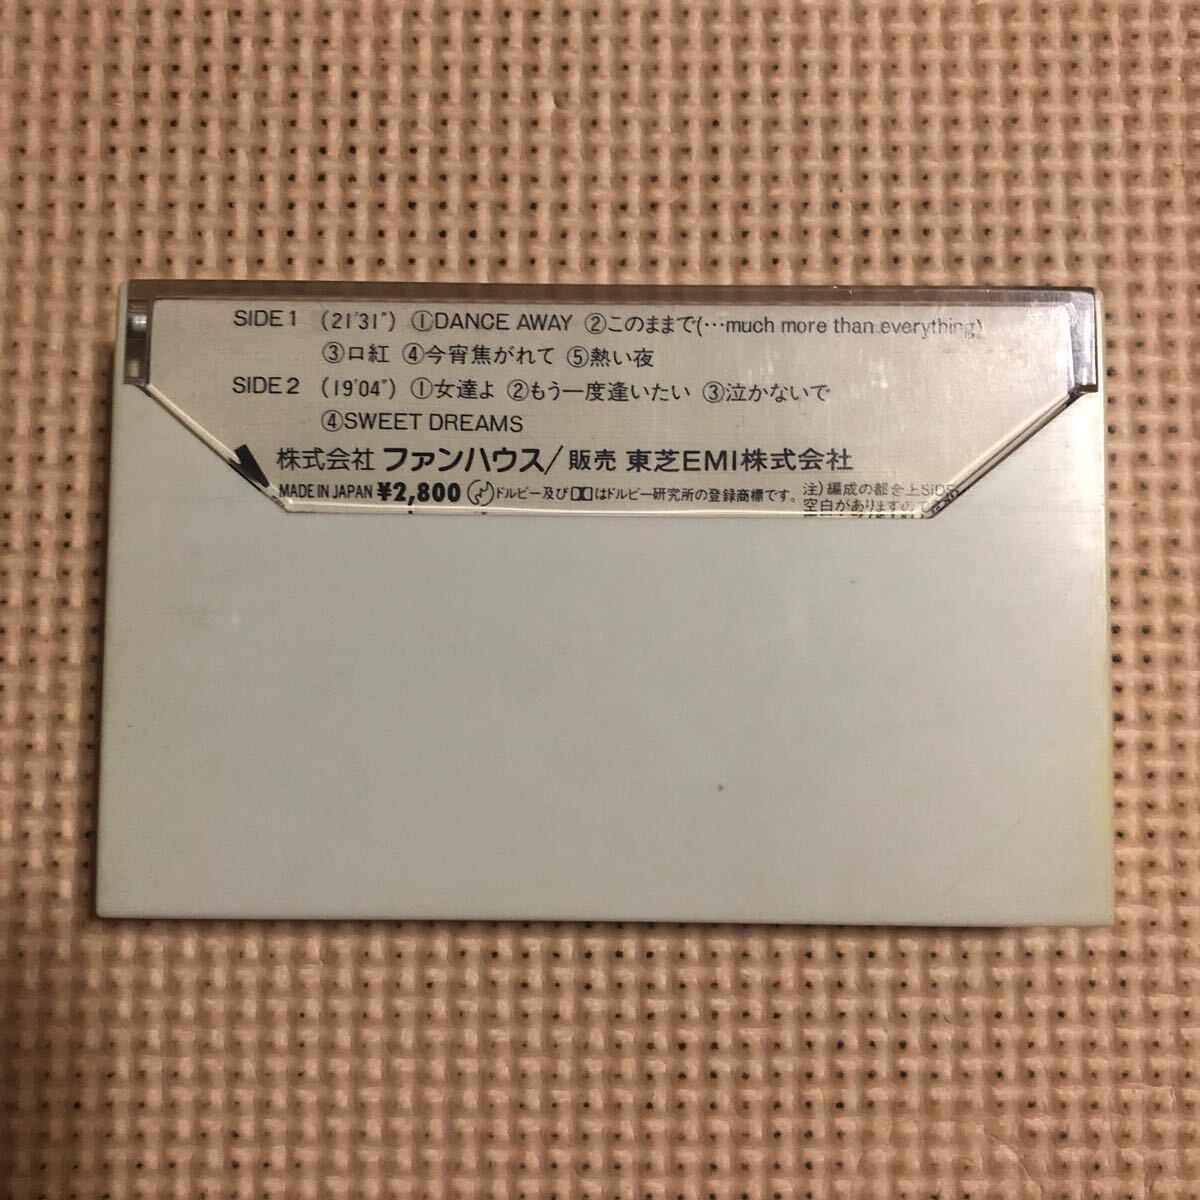 SIDE 1 (21'31") ①DANCE AWAY ②このままで(…much more than everything)
③口紅 ④今宵焦がれて ⑤熱い夜
SIDE 2 (19'04") ①女達よ ②もう一度逢いたい ③泣かないで
④SWEET DREAMS
株式会社 ファンハウス/販売 東芝EMI株式会社
MADE IN JAPAN ¥2,800 ドルビー及びはドルビー研究所の登録商標です。 注)編成の都合上SIDE
空白がありますので